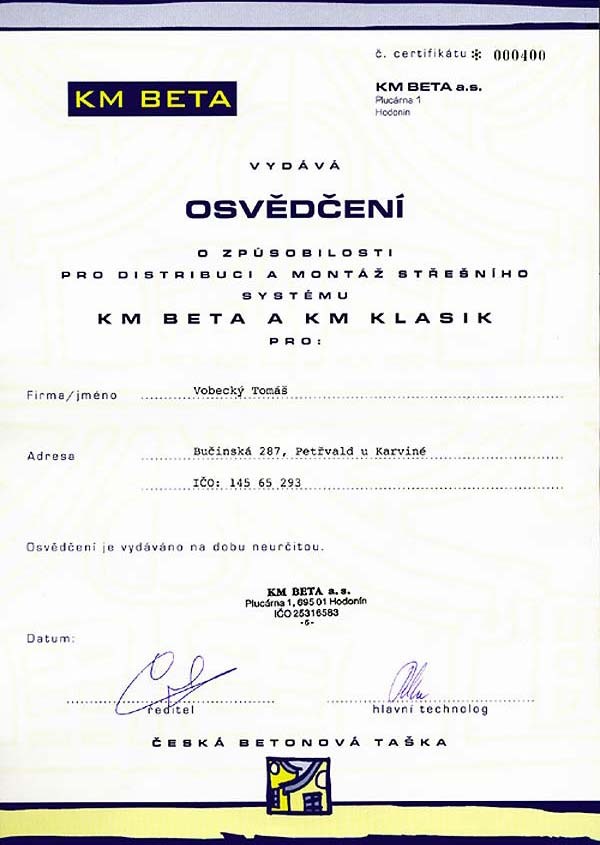 č. certifikátu * 000400
KM BETA
KM BETA a.s.
Plucárna 1
Hodonín
VYDÁVÁ
OSVĚDČENÍ
O ZPŮSOBILOSTI
PRO DISTRIBUCI A MONTÁŽ STŘEŠNÍHO
SYSTÉMU
KM BETA A KM KLASIK
PRO:
Firma/jméno Vobecký Tomáš
Adresa Bučinská 287, Petřvald u Karviné
IČO: 145 65 293
Osvědčení je vydáváno na dobu neurčitou.
KM BETA a.s.
Plucárna 1, 695 01 Hodonín
IČO 25316583
-6-
Datum:
ředitel
hlavní technolog
ČESKÁ BETONOVÁ TAŠKA